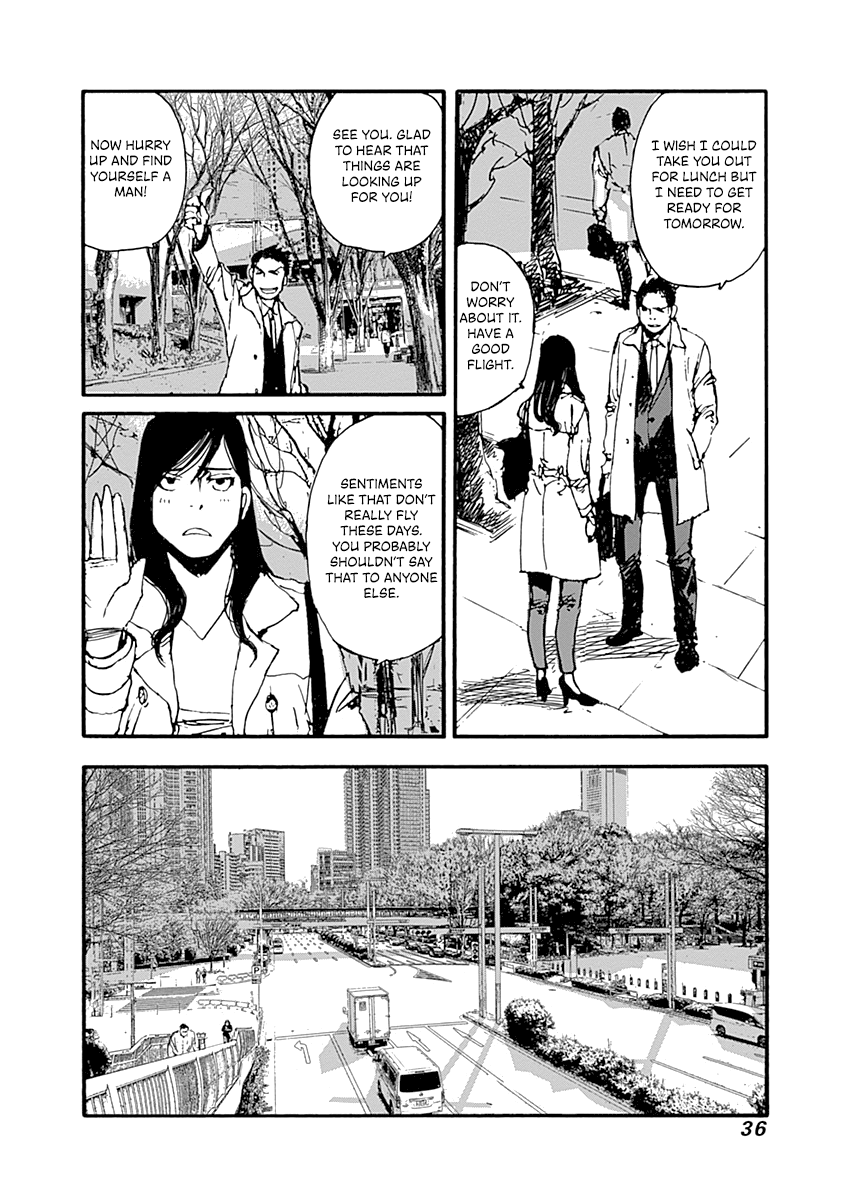 I WISH I COULD
TAKE YOU OUT
FOR LUNCH BUT
I NEED TO GET
READY FOR
TOMORROW.
DON'T
WORRY
ABOUT IT.
HAVE A
GOOD
FLIGHT.
SEE YOU. GLAD
TO HEAR THAT
THINGS ARE
LOOKING UP
FOR YOU!
NOW HURRY
UP AND FIND
YOURSELF A
MAN!
SENTIMENTS
LIKE THAT DON'T
REALLY FLY
THESE DAYS.
YOU PROBABLY
SHOULDN'T SAY
THAT TO ANYONE
ELSE.
36